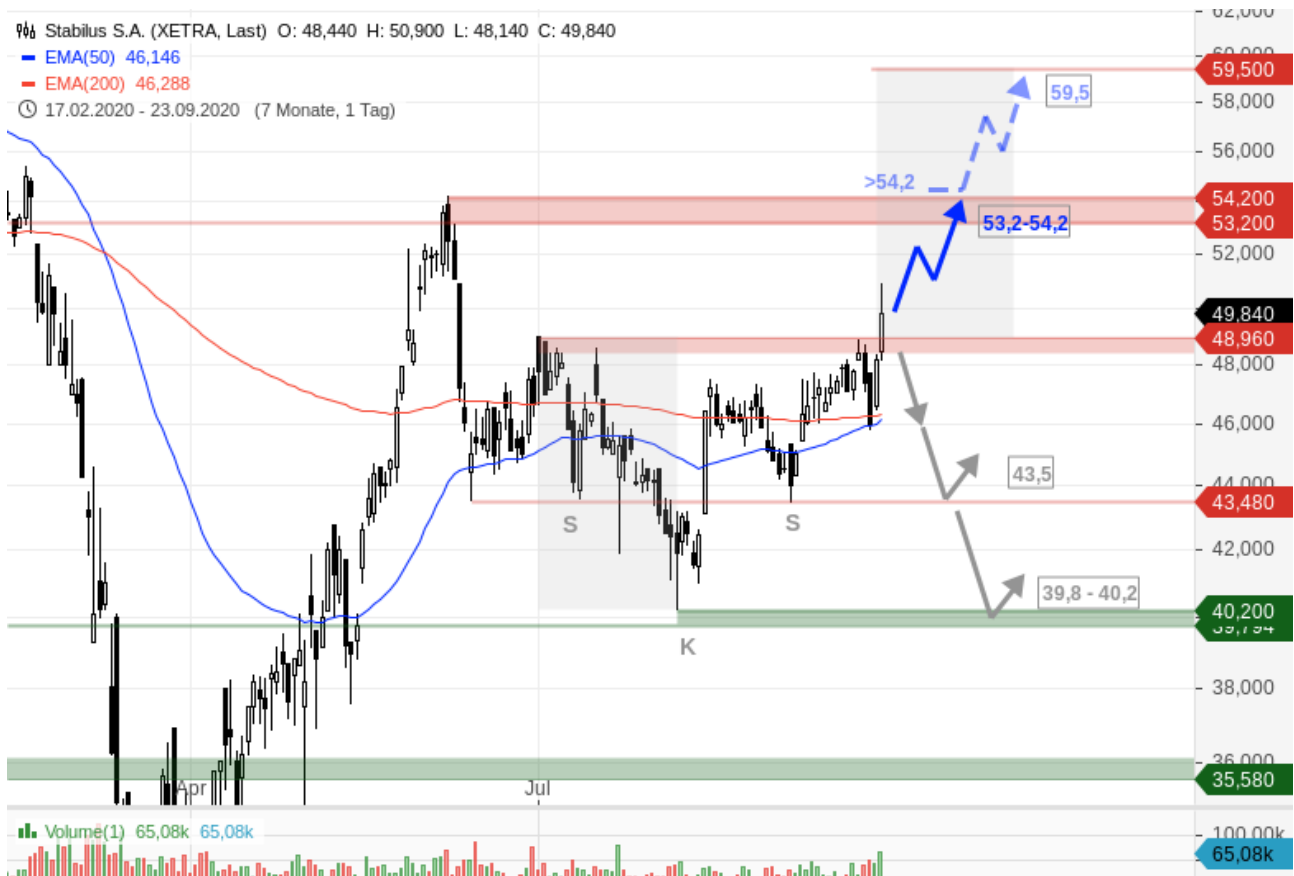 Stabilus S.A. (XETRA, Last) O: 48,440 H: 50,900 L: 48,140 C: 49,840
EMA(50) 46,146
EMA(200) 46,288
17.02.2020 - 23.09.2020 (7 Monate, 1 Tag)
62,000
60,000
59,500
59,5
58,000
56,000
>54,2
54,200
53,2-54,2
53,200
52,000
49,840
48,960
48,000
46,000
43,5
44,000
43,480
S
S
42,000
39,8 - 40,2
40,200
39,794
K
38,000
36,000
35,580
Apr
Jul
Volume(1) 65,08k 65,08k
100,00k
65,08k